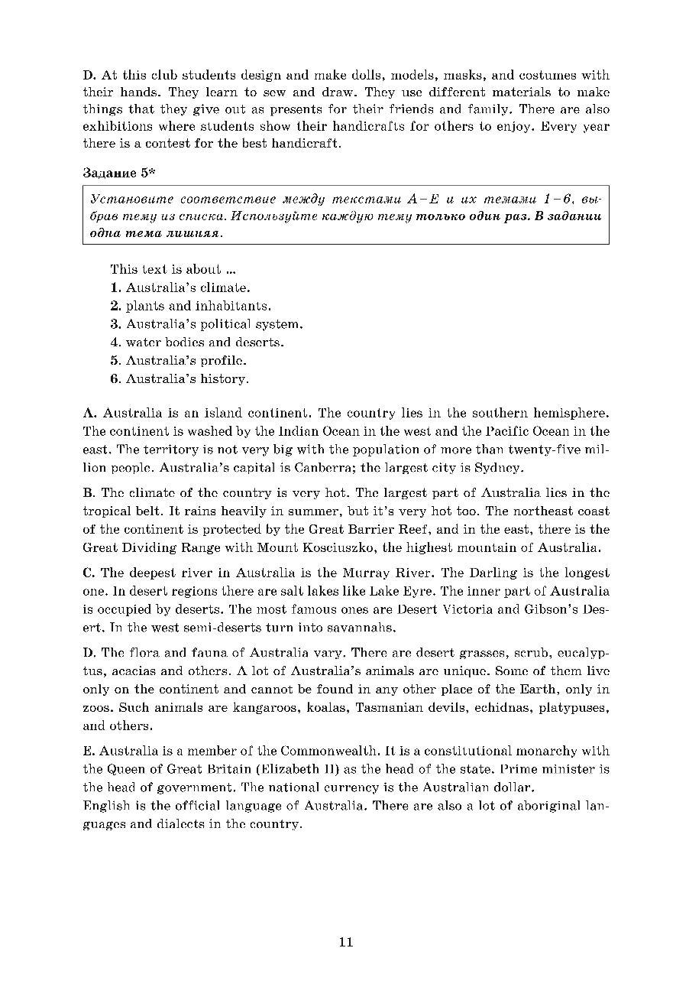 D. At this club students design and make dolls, models, masks, and costumes with
their hands. They learn to sew and draw. They use different materials to make
things that they give out as presents for their friends and family. There are also
exhibitions where students show their handicrafts for others to enjoy. Every year
there is a contest for the best handicraft.
Задание 5*
Установите соответствие между текстами A–E и их темами 1–6, вы-
брав тему из списка. Используйте каждую тему только один раз. В задании
одна тема лишняя.
This text is about ...
1. Australia's climate.
2. plants and inhabitants.
3. Australia's political system.
4. water bodies and deserts.
5. Australia's profile.
6. Australia's history.
A. Australia is an island continent. The country lies in the southern hemisphere.
The continent is washed by the Indian Ocean in the west and the Pacific Ocean in the
east. The territory is not very big with the population of more than twenty-five mil-
lion people. Australia's capital is Canberra; the largest city is Sydney.
B. The climate of the country is very hot. The largest part of Australia lies in the
tropical belt. It rains heavily in summer, but it's very hot too. The northeast coast
of the continent is protected by the Great Barrier Reef, and in the east, there is the
Great Dividing Range with Mount Kosciuszko, the highest mountain of Australia.
C. The deepest river in Australia is the Murray River. The Darling is the longest
one. In desert regions there are salt lakes like Lake Eyre. The inner part of Australia
is occupied by deserts. The most famous ones are Desert Victoria and Gibson's Des-
ert. In the west semi-deserts turn into savannahs.
D. The flora and fauna of Australia vary. There are desert grasses, scrub, eucalyp-
tus, acacias and others. A lot of Australia's animals are unique. Some of them live
only on the continent and cannot be found in any other place of the Earth, only in
zoos. Such animals are kangaroos, koalas, Tasmanian devils, echidnas, platypuses,
and others.
E. Australia is a member of the Commonwealth. It is a constitutional monarchy with
the Queen of Great Britain (Elizabeth II) as the head of the state. Prime minister is
the head of government. The national currency is the Australian dollar.
English is the official language of Australia. There are also a lot of aboriginal lan-
guages and dialects in the country.
11